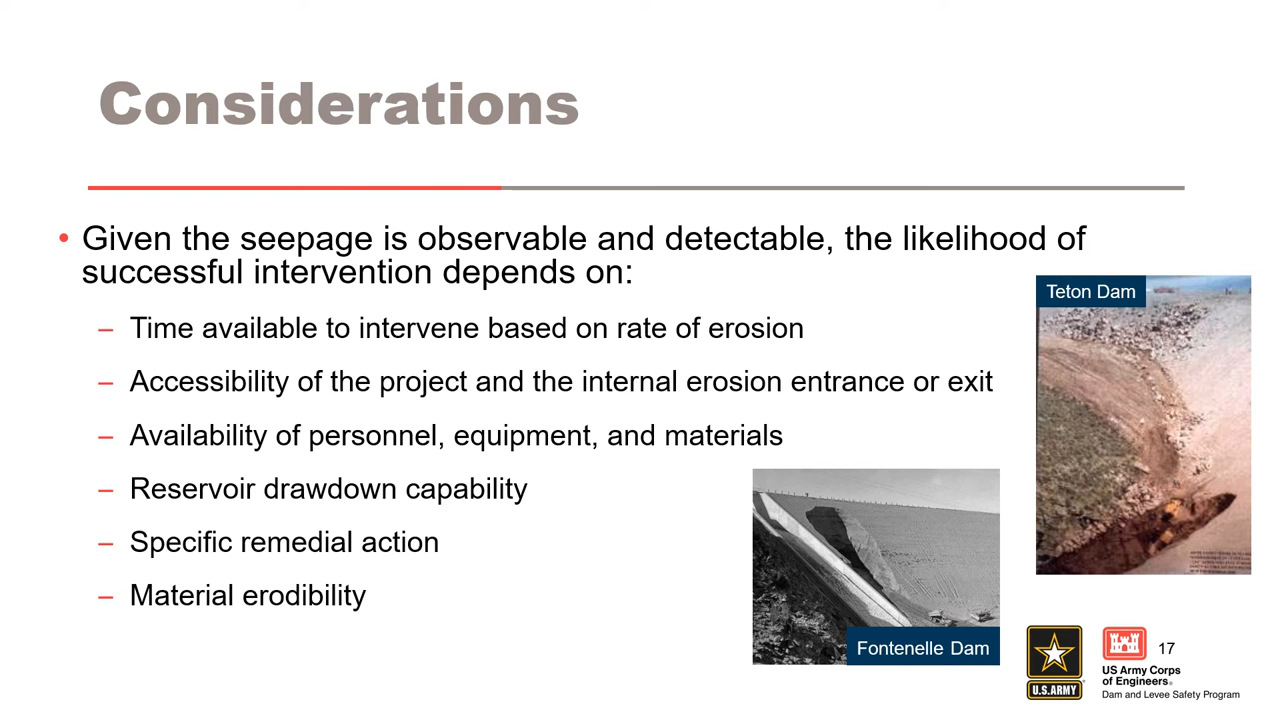 Considerations
• Given the seepage is observable and detectable, the likelihood of
successful intervention depends on:
– Time available to intervene based on rate of erosion
– Accessibility of the project and the internal erosion entrance or exit
– Availability of personnel, equipment, and materials
– Reservoir drawdown capability
– Specific remedial action
– Material erodibility
Teton Dam
Fontenelle Dam
U.S.ARMY
17
US Army Corps
of Engineers®
Dam and Levee Safety Program